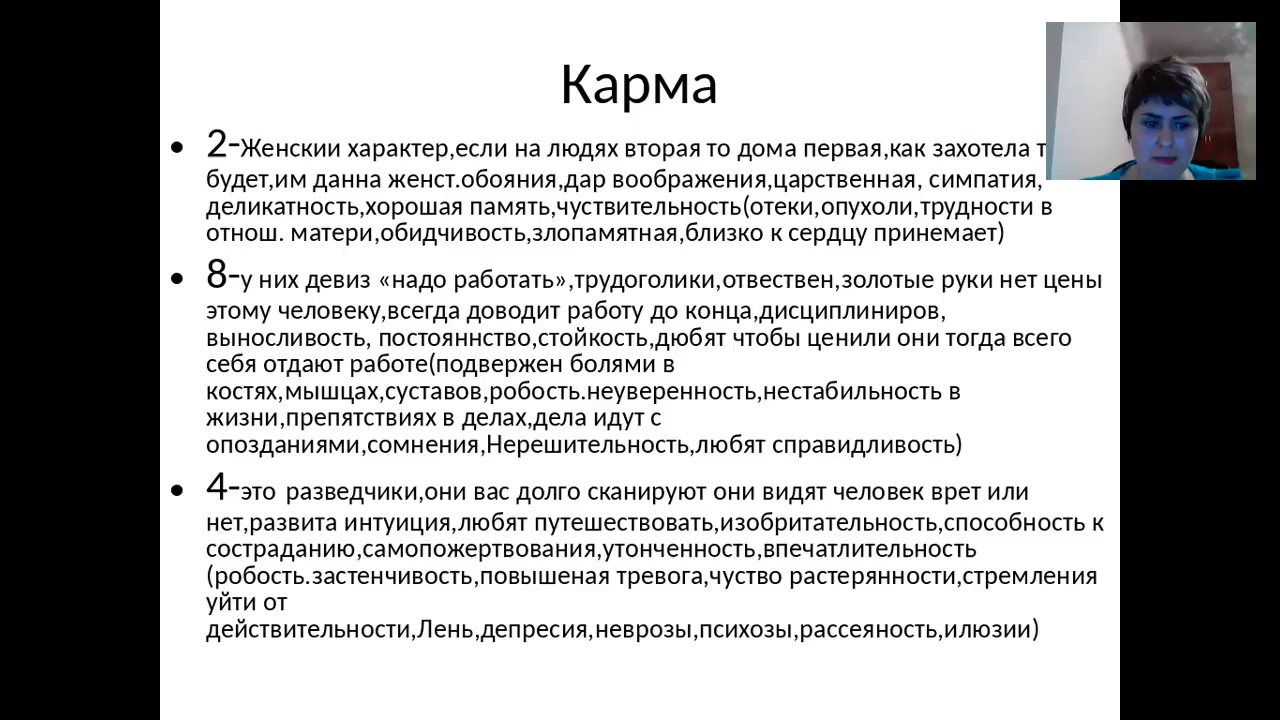 Карма
• 2-Женскии характер,если на людях вторая то дома первая,как захотела
будет,им данна женст.обояния,дар воображения,царственная, симпатия,
деликатность,хорошая память,чуствительность(отеки,опухоли,трудности в
отнош. матери,обидчивость,злопамятная,близко к сердцу принемает)
• 8-у них девиз «надо работать»,трудоголики,отвествен,золотые руки нет цены
этому человеку,всегда доводит работу до конца,дисциплиниров,
выносливость, постояннство,стойкость,дюбят чтобы ценили они тогда всего
себя отдают работе(подвержен болями в
костях,мышцах,суставов,робость.неуверенность,нестабильность в
жизни,препятствиях в делах,дела идут с
опозданиями,сомнения,Нерешительность,любят справидливость)
• 4-это разведчики,они вас долго сканируют они видят человек врет или
нет,развита интуиция,любят путешествовать,изобритательность,способность к
состраданию,самопожертвования,утонченность,впечатлительность
(робость.застенчивость,повышеная тревога,чуство растерянности,стремления
уйти от
действительности,Лень,депресия,неврозы,психозы,рассеяность,илюзии)